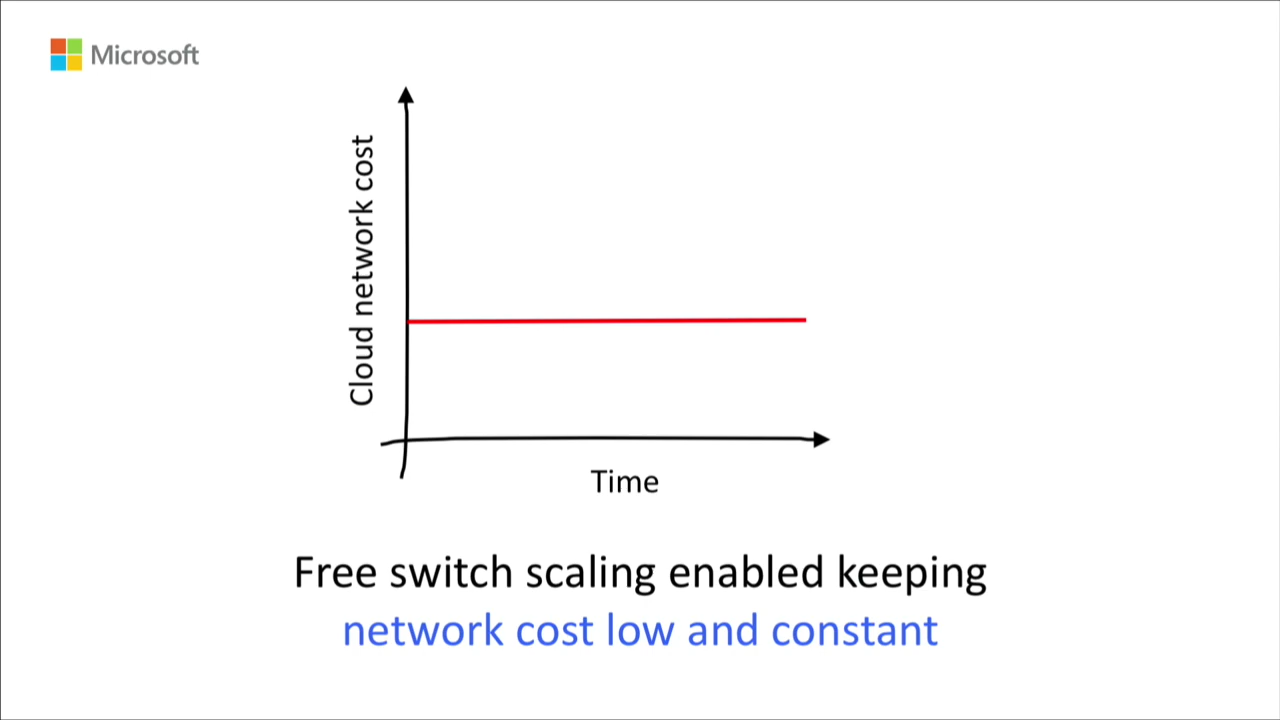 Microsoft
Cloud network cost
Time
Free switch scaling enabled keeping
network cost low and constant